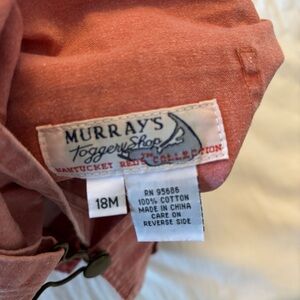 MURRAY'S
Toggery Shop
NANTUCKET REDS COLLECTION
18M
RN 95686
100% COTTON
MADE IN CHINA
CARE ON
REVERSE SIDE